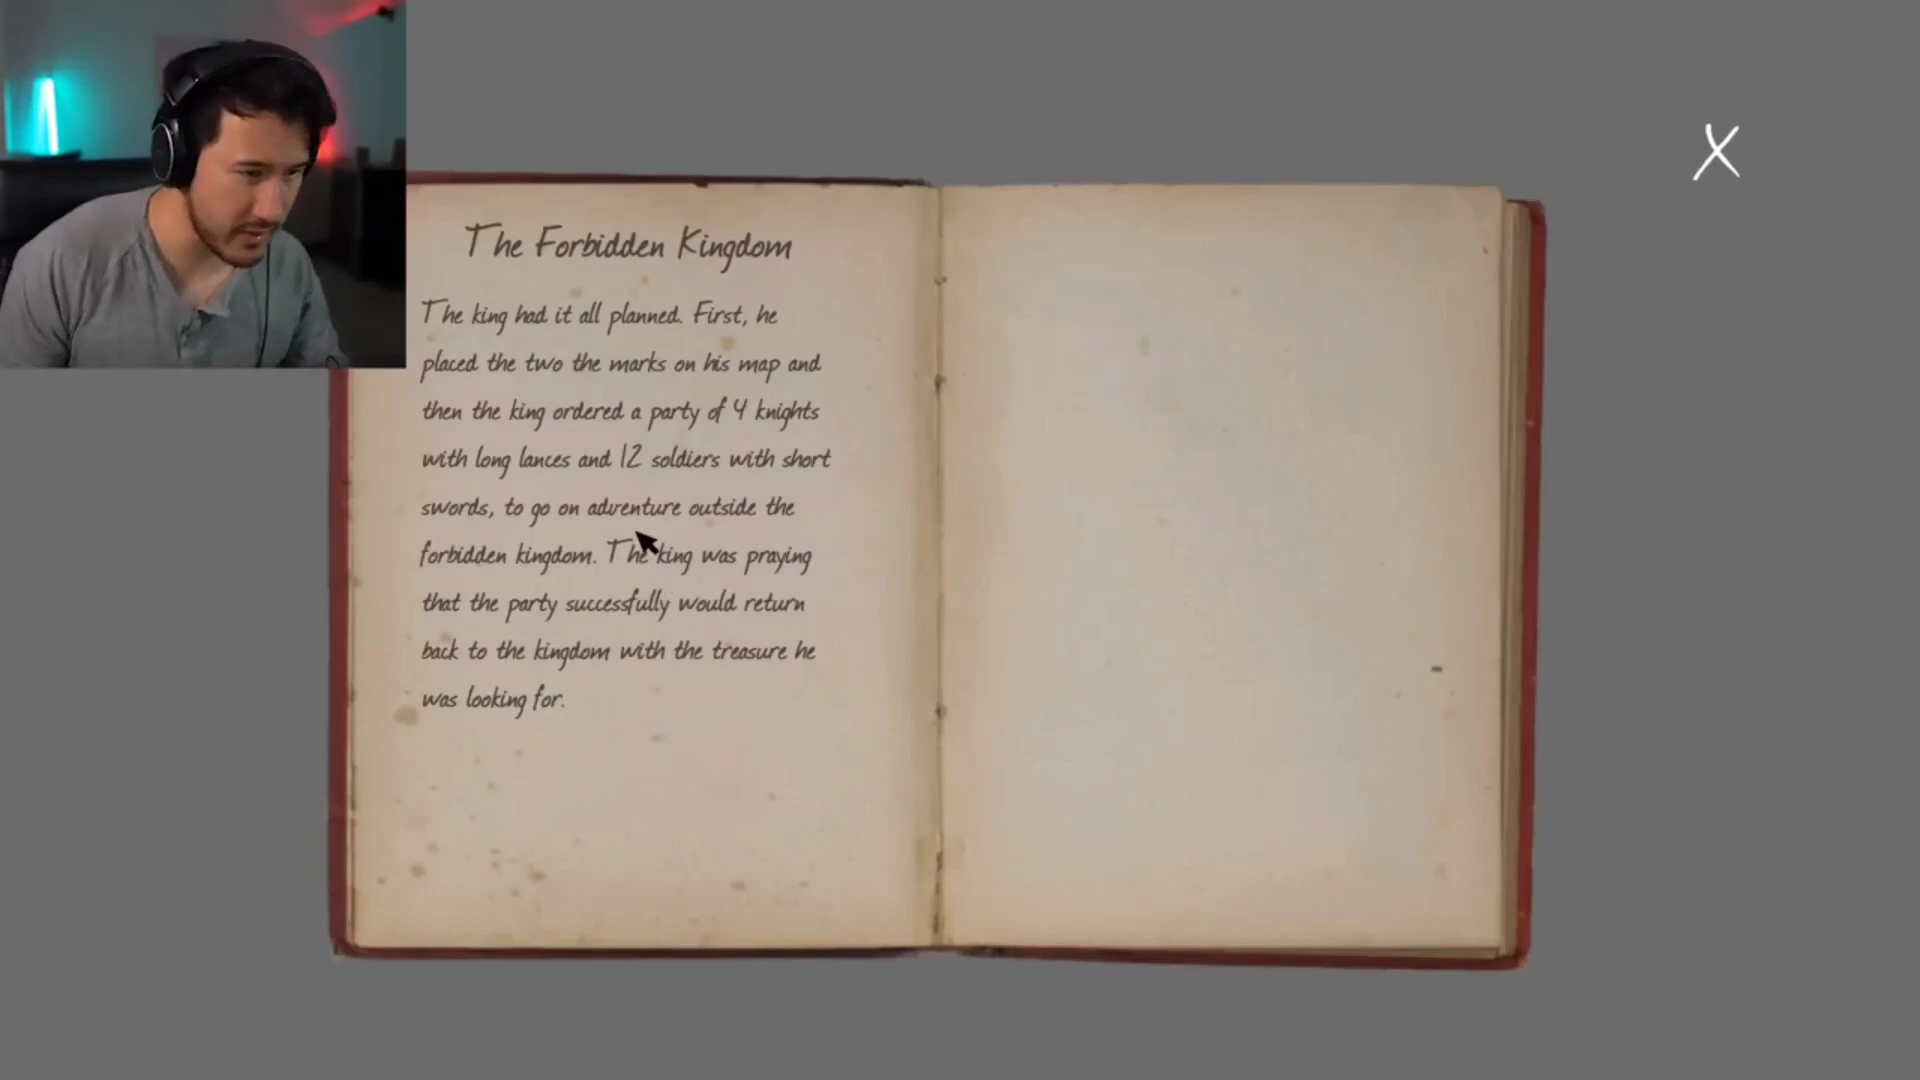 The Forbidden Kingdom
The king had it all planned. First, he
placed the two the marks on his map and
then the king ordered a party of 4 knights
with long lances and 12 soldiers with short
swords, to go on adventure outside the
forbidden kingdom. The king was praying
that the party successfully would return
back to the kingdom with the treasure he
was looking for.
X